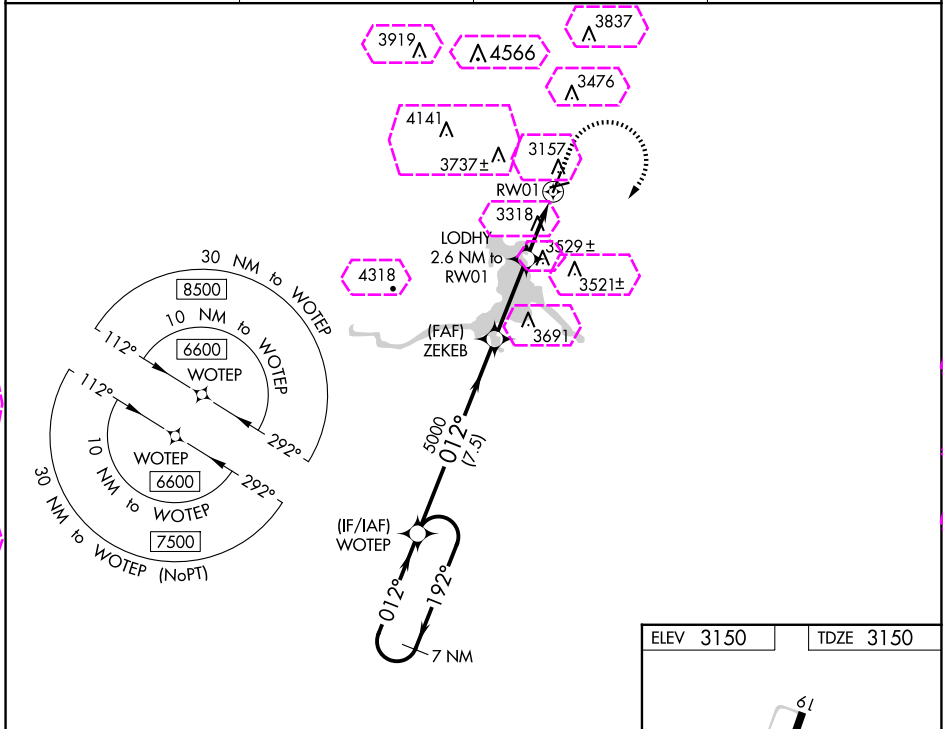 3919
4566
3837
3476
4141
3737±
3157
RW01
3318
LODHY
2.6 NM to
RW01
3529±
3521±
4318
(FAF)
ZEKEB
3691
30 NM to WOTEP
8500
10 NM to WOTEP
6600
WOTEP
112°
292°
112°
WOTEP
6600
292°
10 NM to WOTEP
7500
30 NM to WOTEP (NoPT)
5000
012°
(7.5)
(IF/IAF)
WOTEP
012°
192°
7 NM
ELEV 3150
TDZE 3150
19